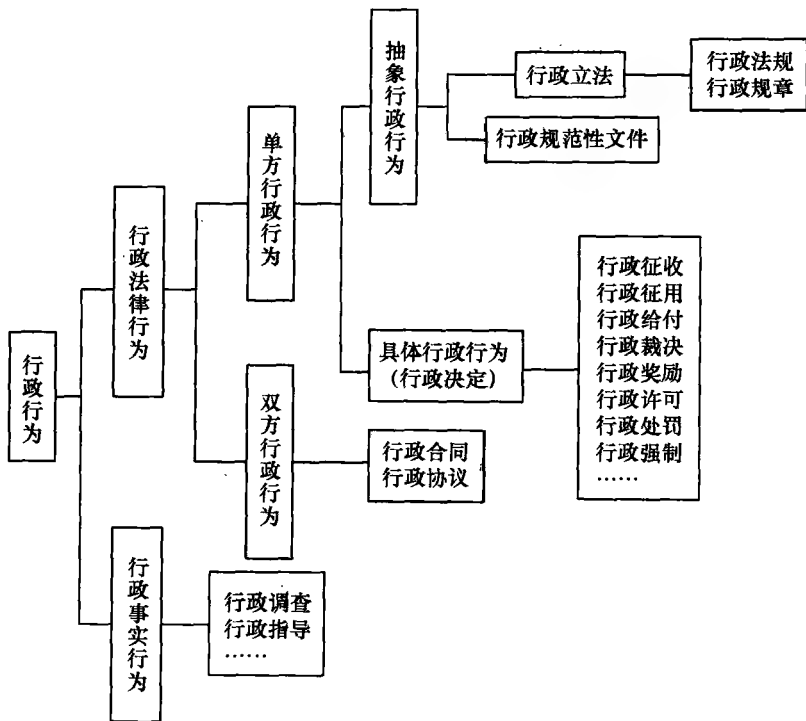 行政行为
行政法律行为
单方行政行为
抽象行政行为
行政立法
行政法规
行政规章
行政规范性文件
具体行政行为
(行政决定)
行政征收
行政征用
行政给付
行政裁决
行政奖励
行政许可
行政处罚
行政强制
……
双方行政行为
行政合同
行政协议
行政事实行为
行政调查
行政指导
……